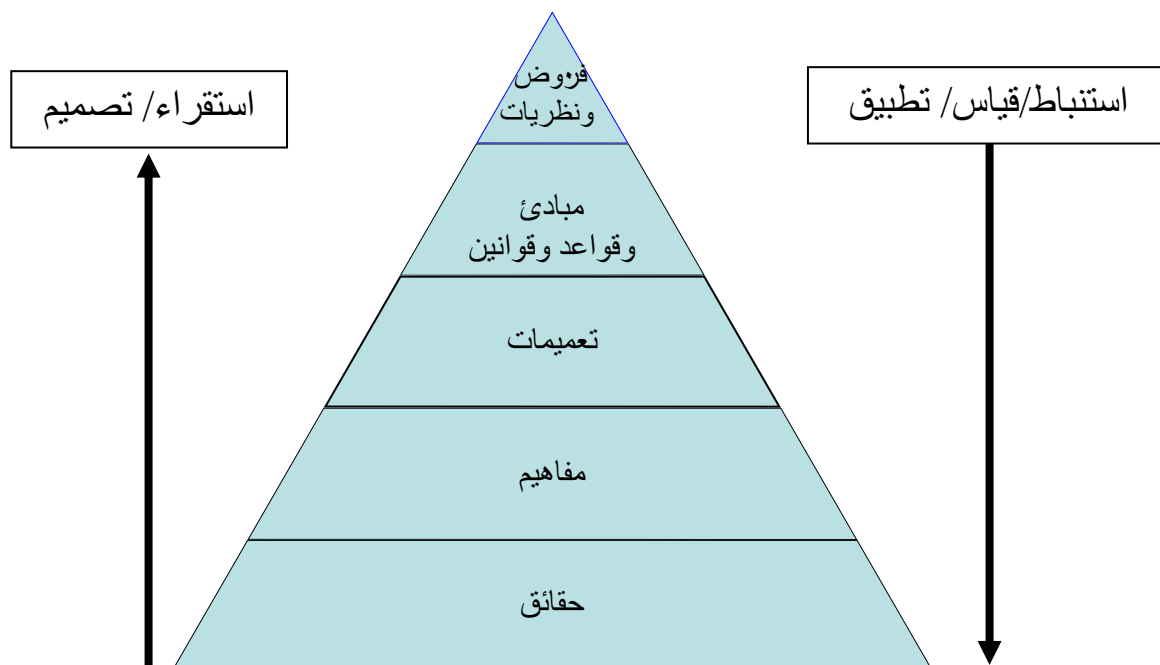 فروض
ونظريات
استنباط/قياس/ تطبيق
استقراء/ تصميم
مبادئ
وقواعد وقوانين
تعميمات
مفاهيم
حقائق